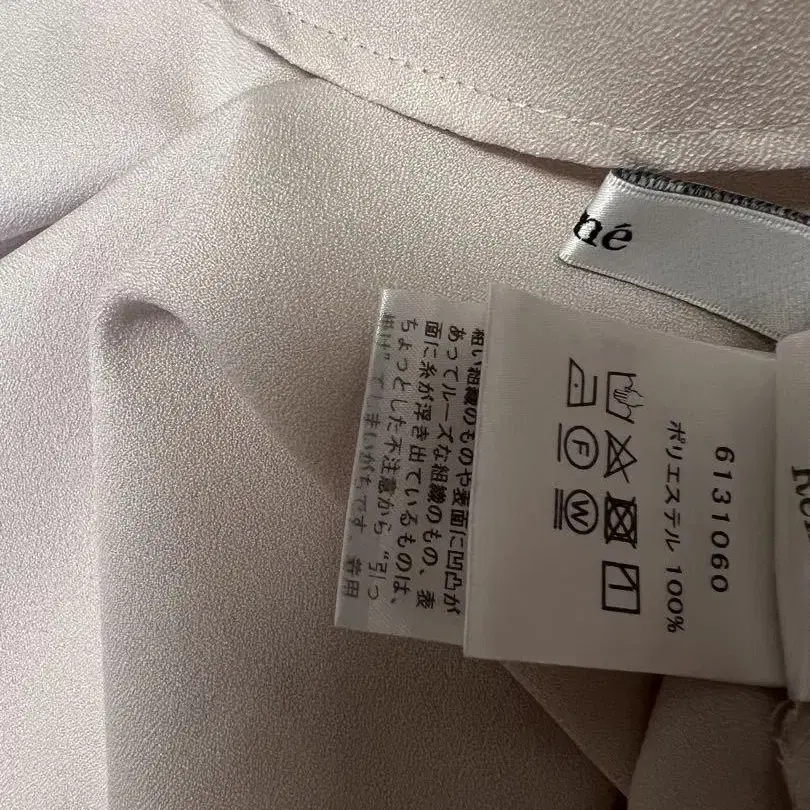 né
6131060
ポリエステル 100%
F
W
粗い組織のものや表面に凹凸が
あってルーズな組織のもの、表
面に糸が浮き出ているものは、
ちょっとした不注意から“引っ
掛け”てしまいがちです。着用